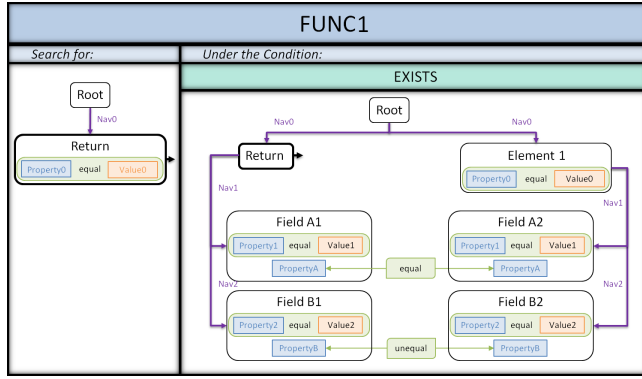 FUNC1
Search for:
Under the Condition:
EXISTS
Root
Nav0
Return
Property0 equal Value0
Root
Nav0 Nav0
Return
Element 1
Property0 equal Value0
Nav1 Nav1
Field A1 Field A2
Property1 equal Value1 Property1 equal Value1
PropertyA equal PropertyA
Nav2 Nav2
Field B1 Field B2
Property2 equal Value2 Property2 equal Value2
PropertyB unequal PropertyB